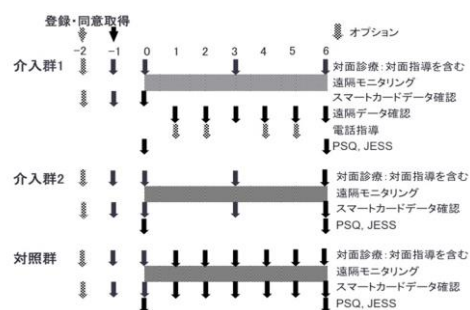 登録・同意取得
オプション
-2 -1 0 1 2 3 4 5 6
介入群1
対面診療：対面指導を含む
遠隔モニタリング
スマートカードデータ確認
遠隔データ確認
電話指導
PSQ, JESS
介入群2
対面診療：対面指導を含む
遠隔モニタリング
スマートカードデータ確認
PSQ, JESS
対照群
対面診療：対面指導を含む
遠隔モニタリング
スマートカードデータ確認
PSQ, JESS